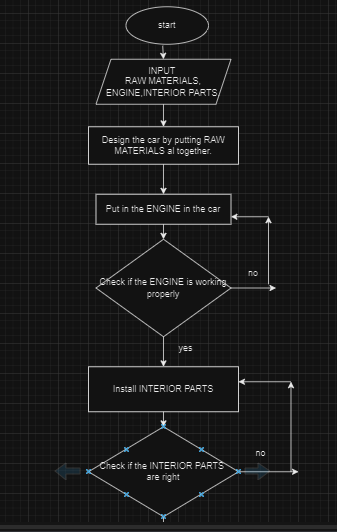 start
INPUT
RAW MATERIALS,
ENGINE,INTERIOR PARTS
Design the car by putting RAW
MATERIALS al together.
Put in the ENGINE in the car
Check if the ENGINE is working
properly
no
yes
Install INTERIOR PARTS
Check if the INTERIOR PARTS
are right
no